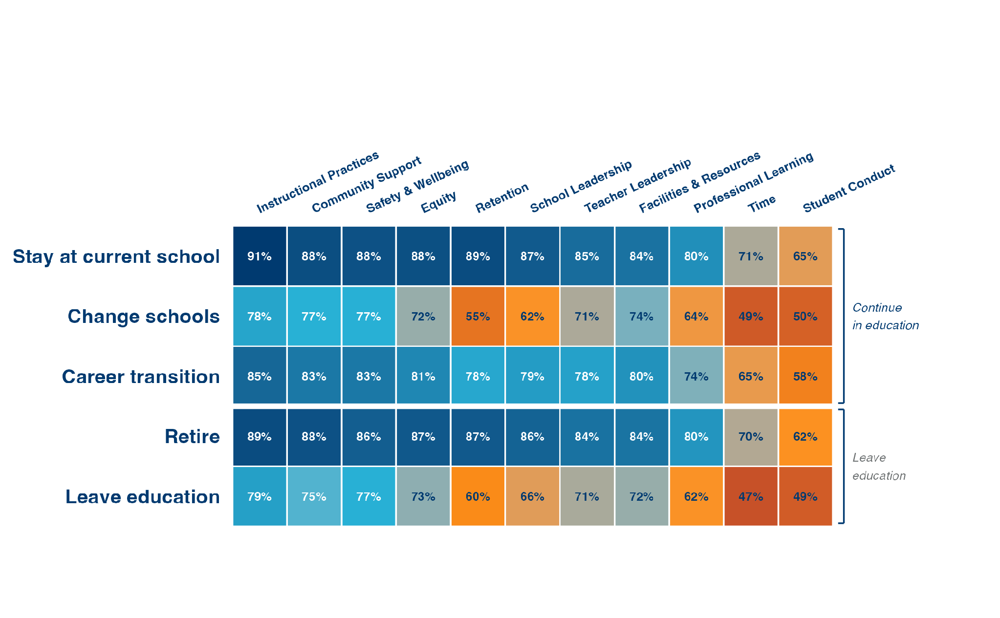 Instructional Practices
Community Support
Safety & Wellbeing
Equity
Retention
School Leadership
Teacher Leadership
Facilities & Resources
Professional Learning
Time
Student Conduct
Stay at current school 91% 88% 88% 88% 89% 87% 85% 84% 80% 71% 65%
Change schools 78% 77% 77% 72% 55% 62% 71% 74% 64% 49% 50%
Career transition 85% 83% 83% 81% 78% 79% 78% 80% 74% 65% 58%
Continue
in education
Retire 89% 88% 86% 87% 87% 86% 84% 84% 80% 70% 62%
Leave education 79% 75% 77% 73% 60% 66% 71% 72% 62% 47% 49%
Leave
education